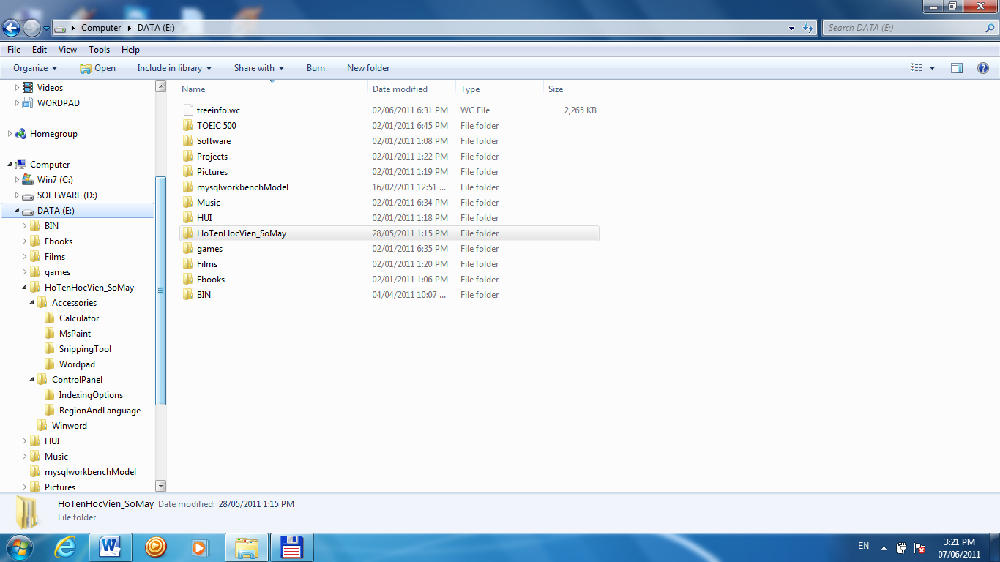 Computer DATA (E:) Search DATA (E:)
File Edit View Tools Help
Organize Open Include in library Share with Burn New folder
Videos
WORDPAD
Homegroup
Computer
Win7 (C:)
SOFTWARE (D:)
DATA (E:)
BIN
Ebooks
Films
games
HoTenHocVien_SoMay
Accessories
Calculator
MsPaint
SnippingTool
Wordpad
ControlPanel
IndexingOptions
RegionAndLanguage
Winword
HUI
Music
mysqlworkbenchModel
Pictures
Name Date modified Type Size
treeinfo.wc 02/06/2011 6:31 PM WC File 2,265 KB
TOEIC 500 02/01/2011 6:45 PM File folder
Software 02/01/2011 1:08 PM File folder
Projects 02/01/2011 1:22 PM File folder
Pictures 02/01/2011 1:19 PM File folder
mysqlworkbenchModel 16/02/2011 12:51 ... File folder
Music 02/01/2011 6:34 PM File folder
HUI 02/01/2011 1:18 PM File folder
HoTenHocVien_SoMay 28/05/2011 1:15 PM File folder
games 02/01/2011 6:35 PM File folder
Films 02/01/2011 1:20 PM File folder
Ebooks 02/01/2011 1:06 PM File folder
BIN 04/04/2011 10:07 ... File folder
HoTenHocVien_SoMay Date modified: 28/05/2011 1:15 PM
File folder
EN 3:21 PM
07/06/2011